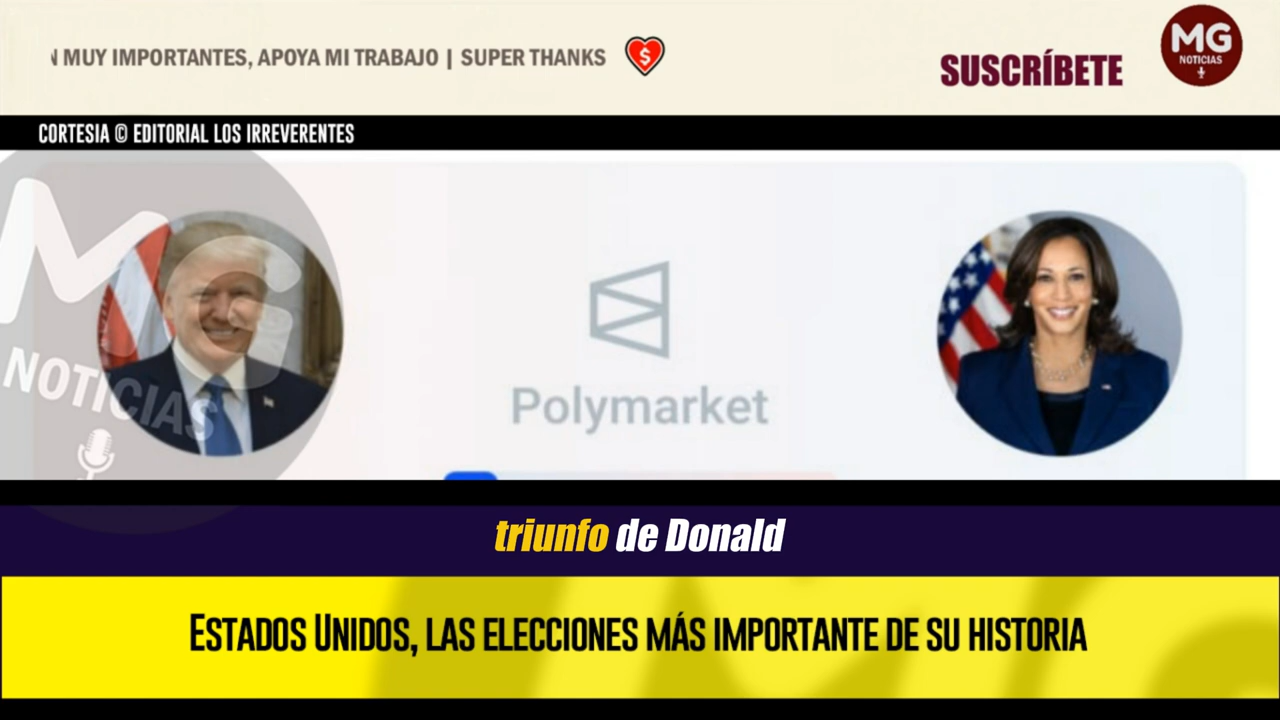 N MUY IMPORTANTES, APOYA MI TRABAJO | SUPER THANKS
SUSCRÍBETE
MG
NOTICIAS
CORTESIA © EDITORIAL LOS IRREVERENTES
MG
NOTICIAS
Polymarket
triunfo de Donald
ESTADOS UNIDOS, LAS ELECCIONES MÁS IMPORTANTE DE SU HISTORIA